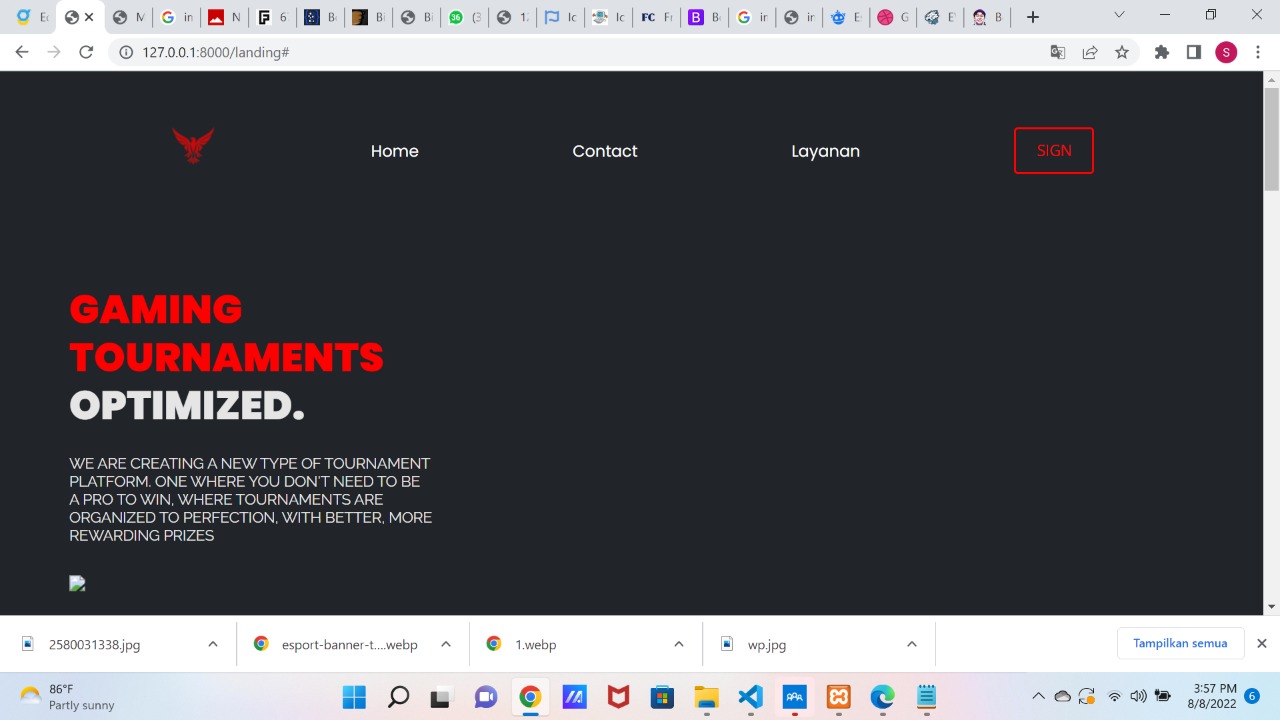 127.0.0.1:8000/landing#
S
Home
Contact
Layanan
SIGN
GAMING
TOURNAMENTS
OPTIMIZED.
WE ARE CREATING A NEW TYPE OF TOURNAMENT
PLATFORM. ONE WHERE YOU DON'T NEED TO BE
A PRO TO WIN, WHERE TOURNAMENTS ARE
ORGANIZED TO PERFECTION, WITH BETTER, MORE
REWARDING PRIZES
2580031338.jpg
esport-banner-t....webp
1.webp
wp.jpg
Tampilkan semua
86°F
Partly sunny
3:57 PM
8/8/2022
6